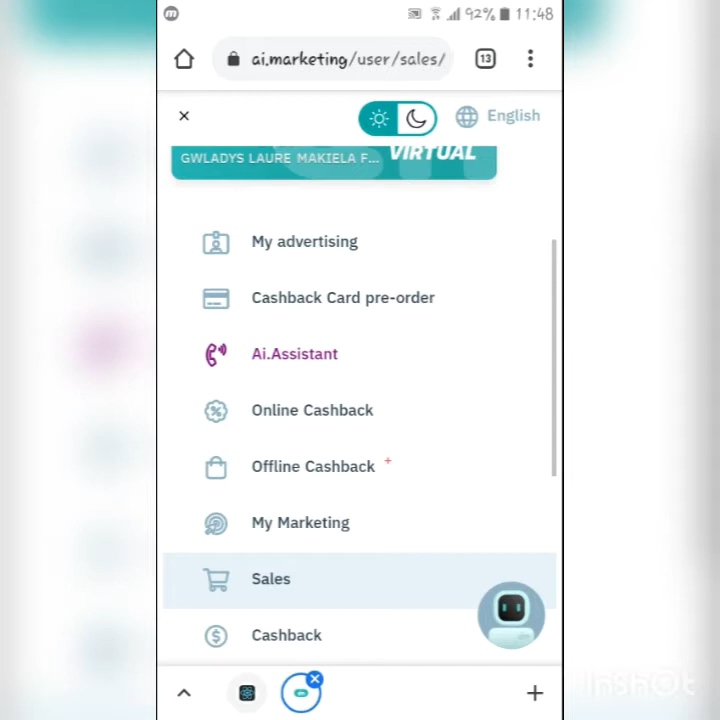 92% 11:48
ai.marketing/user/sales/
13
English
GWLADYS LAURE MAKIELA F...
VIRTUAL
My advertising
Cashback Card pre-order
Ai.Assistant
Online Cashback
Offline Cashback +
My Marketing
Sales
Cashback
InShOt